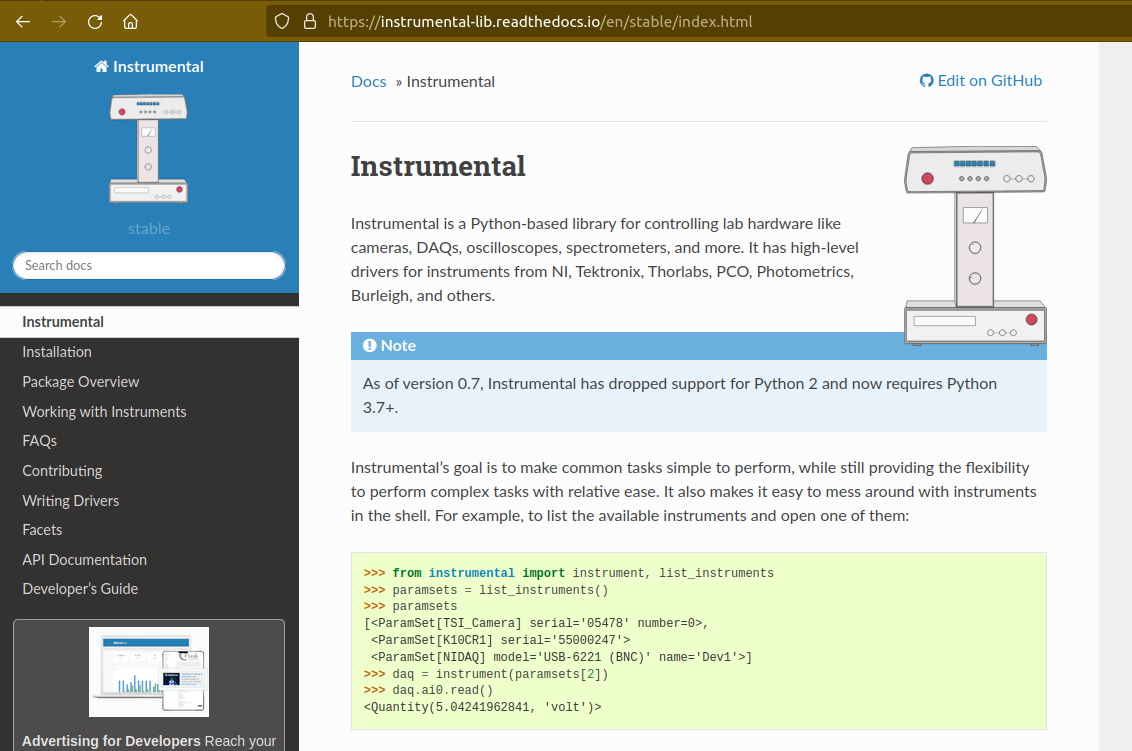 https://instrumental-lib.readthedocs.io/en/stable/index.html
Instrumental
stable
Search docs
Instrumental
Installation
Package Overview
Working with Instruments
FAQs
Contributing
Writing Drivers
Facets
API Documentation
Developer's Guide
Advertising for Developers Reach your
Docs » Instrumental
Edit on GitHub
Instrumental
Instrumental is a Python-based library for controlling lab hardware like
cameras, DAQs, oscilloscopes, spectrometers, and more. It has high-level
drivers for instruments from NI, Tektronix, Thorlabs, PCO, Photometrics,
Burleigh, and others.
Note
As of version 0.7, Instrumental has dropped support for Python 2 and now requires Python
3.7+.
Instrumental's goal is to make common tasks simple to perform, while still providing the flexibility
to perform complex tasks with relative ease. It also makes it easy to mess around with instruments
in the shell. For example, to list the available instruments and open one of them:
>>> from instrumental import instrument, list_instruments
>>> paramsets = list_instruments()
>>> paramsets
[<ParamSet[TSI_Camera] serial='05478' number=0>,
 <ParamSet[K10CR1] serial='55000247'>
 <ParamSet[NIDAQ] model='USB-6221 (BNC)' name='Dev1'>]
>>> daq = instrument(paramsets[2])
>>> daq.ai0.read()
<Quantity(5.04241962841, 'volt')>